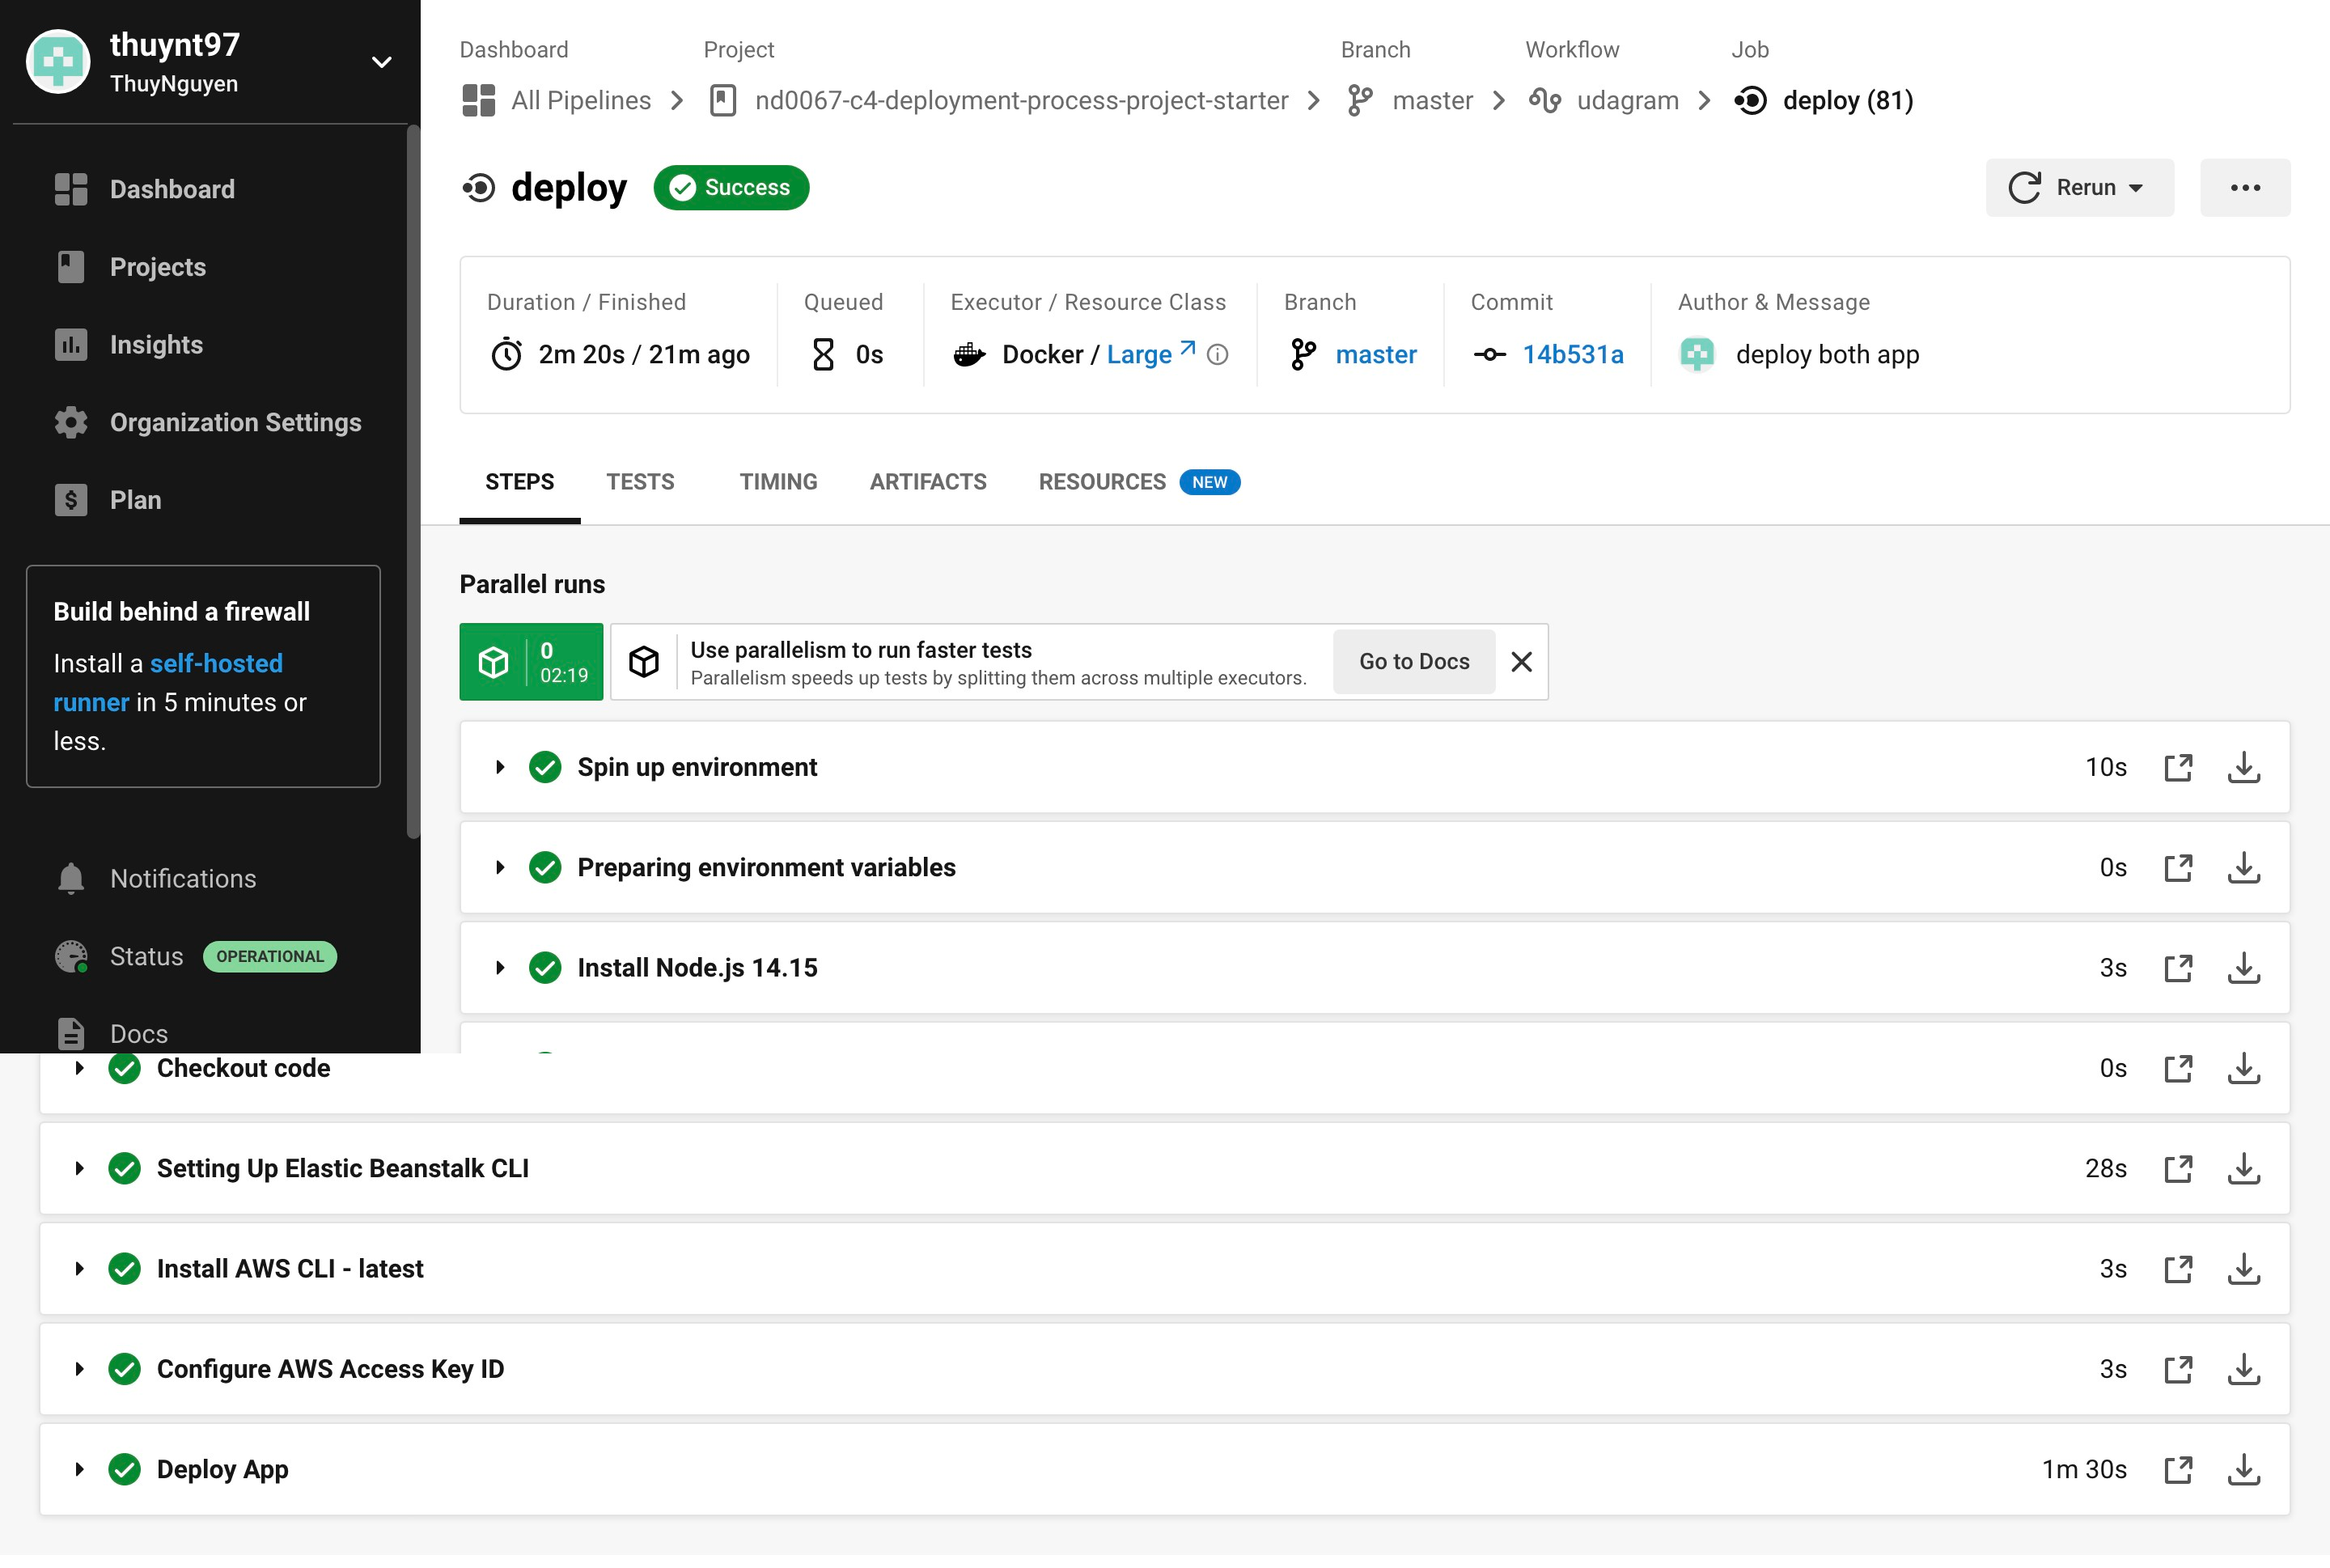 thuynt97
ThuyNguyen
Dashboard
Projects
Insights
Organization Settings
Plan
Build behind a firewall
Install a self-hosted
runner in 5 minutes or
less.
Notifications
Status OPERATIONAL
Docs
Dashboard Project Branch Workflow Job
All Pipelines nd0067-c4-deployment-process-project-starter master udagram deploy (81)
deploy Success Rerun
Duration / Finished Queued Executor / Resource Class Branch Commit Author & Message
2m 20s / 21m ago 0s Docker / Large master 14b531a deploy both app
STEPS TESTS TIMING ARTIFACTS RESOURCES NEW
Parallel runs
0
02:19
Use parallelism to run faster tests
Parallelism speeds up tests by splitting them across multiple executors.
Go to Docs
Spin up environment 10s
Preparing environment variables 0s
Install Node.js 14.15 3s
Checkout code 0s
Setting Up Elastic Beanstalk CLI 28s
Install AWS CLI - latest 3s
Configure AWS Access Key ID 3s
Deploy App 1m 30s